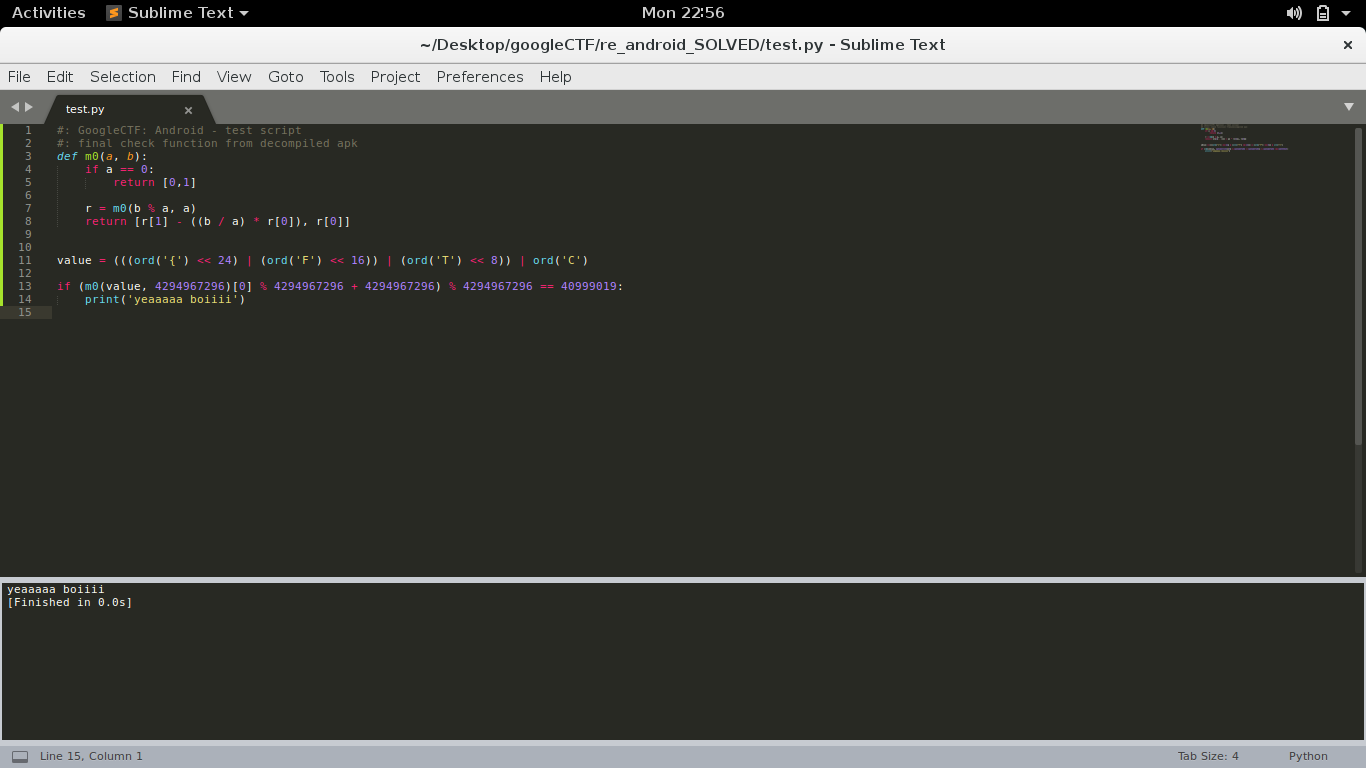 Activities Sublime Text Mon 22:56
~/Desktop/googleCTF/re_android_SOLVED/test.py - Sublime Text ×
File Edit Selection Find View Goto Tools Project Preferences Help
test.py ×
1 #: GoogleCTF: Android - test script
2 #: final check function from decompiled apk
3 def m0(a, b):
4     if a == 0:
5         return [0,1]
6
7     r = m0(b % a, a)
8     return [r[1] - ((b / a) * r[0]), r[0]]
9
10
11 value = (((ord('{') << 24) | (ord('F') << 16)) | (ord('T') << 8)) | ord('C')
12
13 if (m0(value, 4294967296)[0] % 4294967296 + 4294967296) % 4294967296 == 40999019:
14     print('yeaaaaa boiiii')
15
yeaaaaa boiiii
[Finished in 0.0s]
Line 15, Column 1 Tab Size: 4 Python